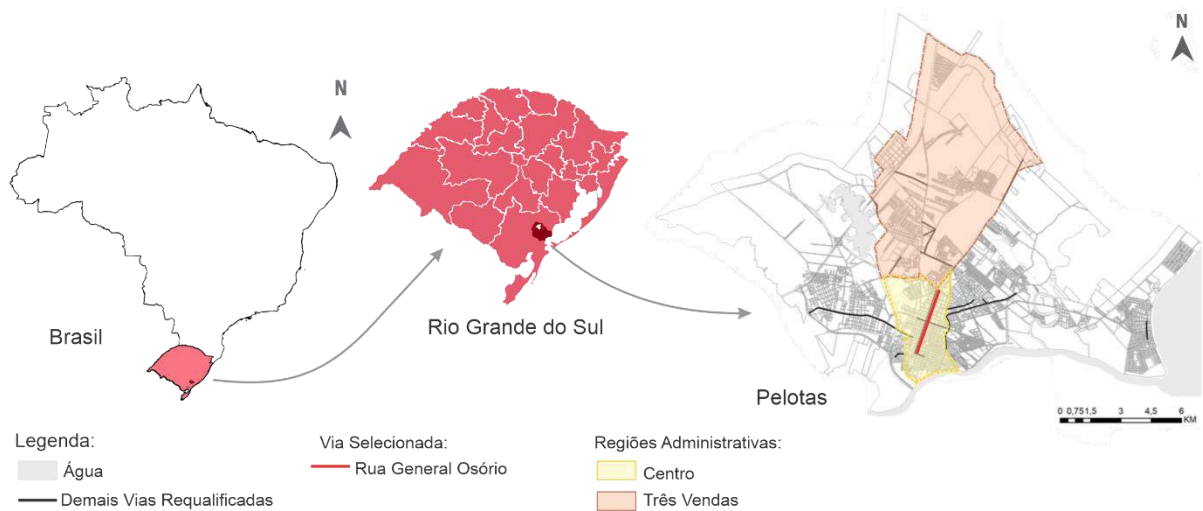 N
N
N
Brasil
Rio Grande do Sul
Pelotas
0 0,75 1,5 3 4,5 6
KM
Legenda:
Água
Demais Vias Requalificadas
Via Selecionada:
Rua General Osório
Regiões Administrativas:
Centro
Três Vendas